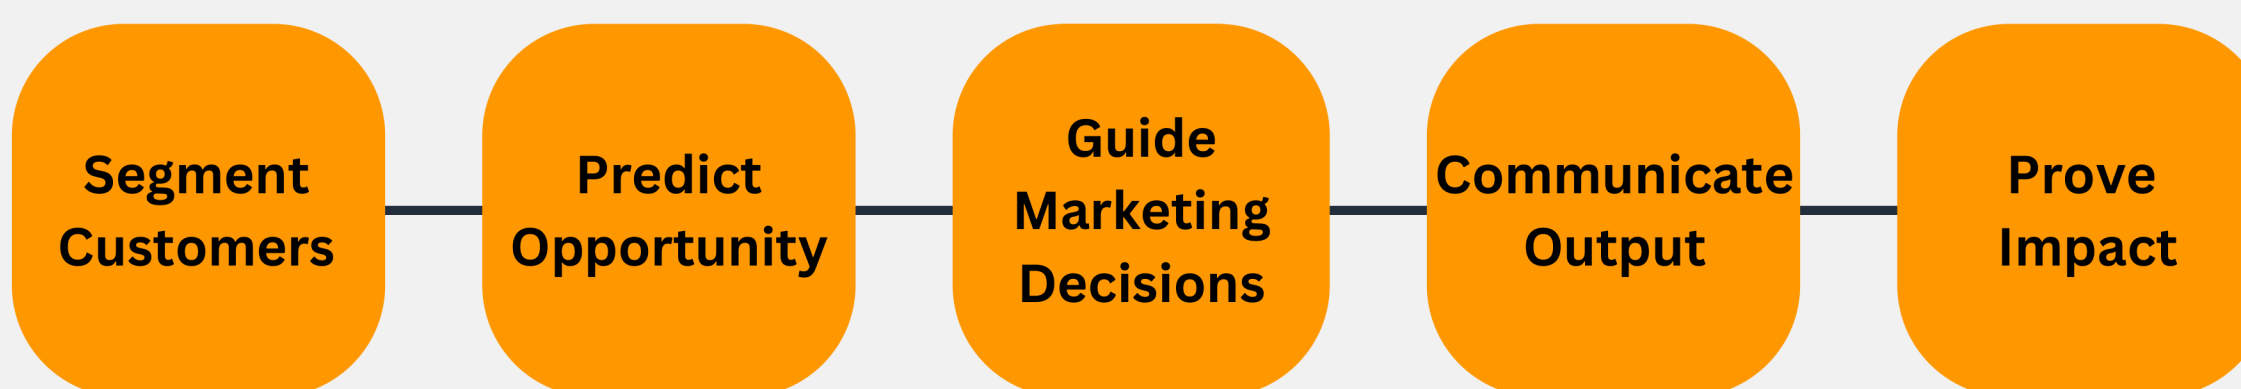 Segment
Customers
Predict
Opportunity
Guide
Marketing
Decisions
Communicate
Output
Prove
Impact